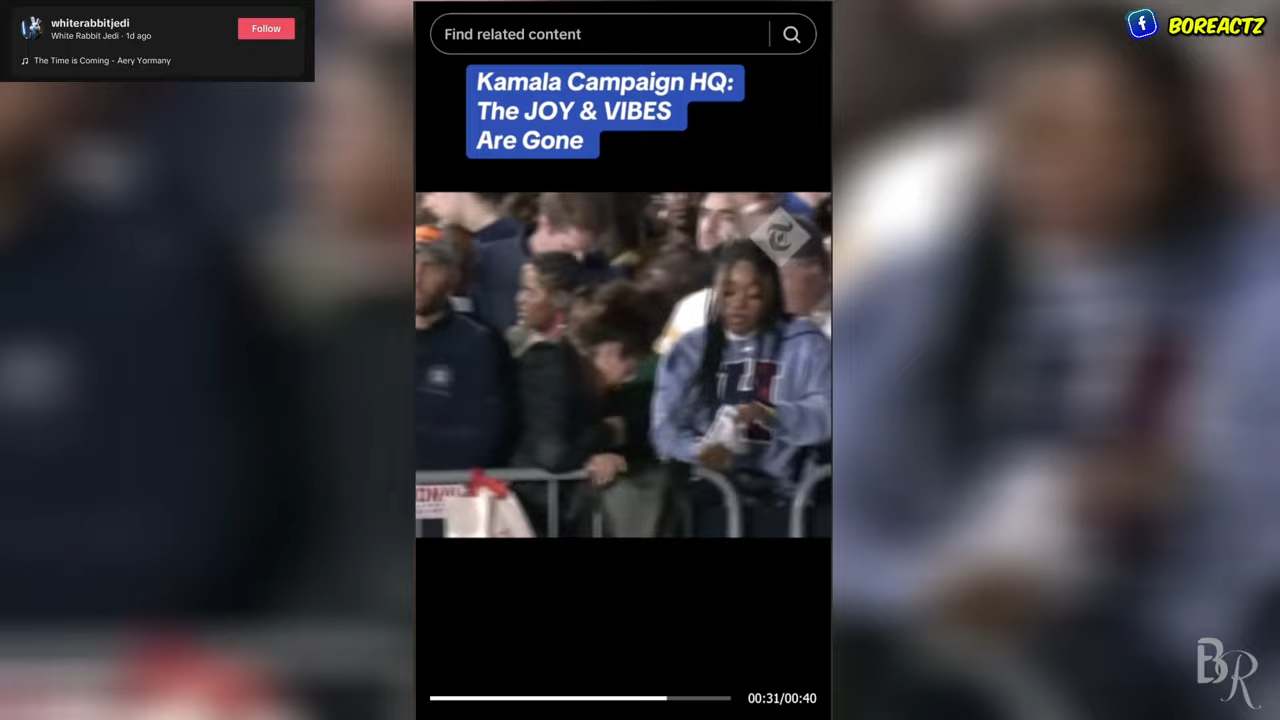 whiterabbitjedi
White Rabbit Jedi · 1d ago
Follow
♫ The Time is Coming - Aery Yormany
Find related content
Kamala Campaign HQ:
The JOY & VIBES
Are Gone
f BOREACTZ
H
BR
00:31/00:40